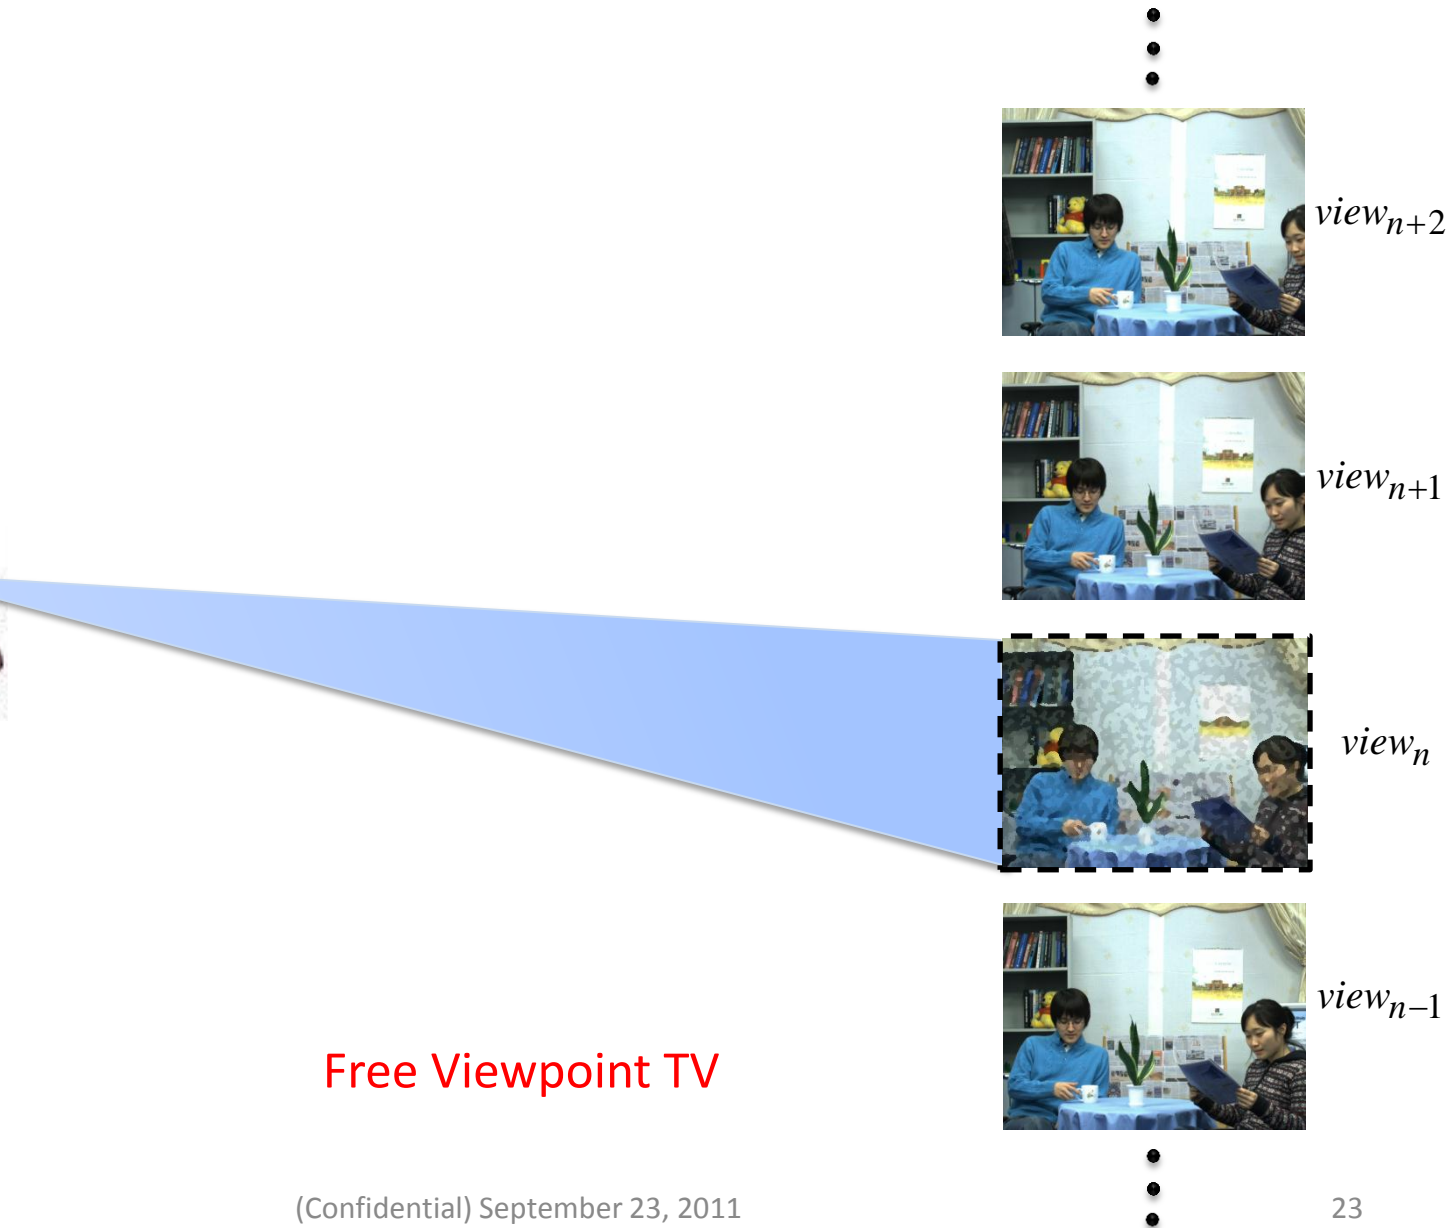 view_{n+2}
view_{n+1}
view_n
view_{n−1}
Free Viewpoint TV
(Confidential) September 23, 2011
23